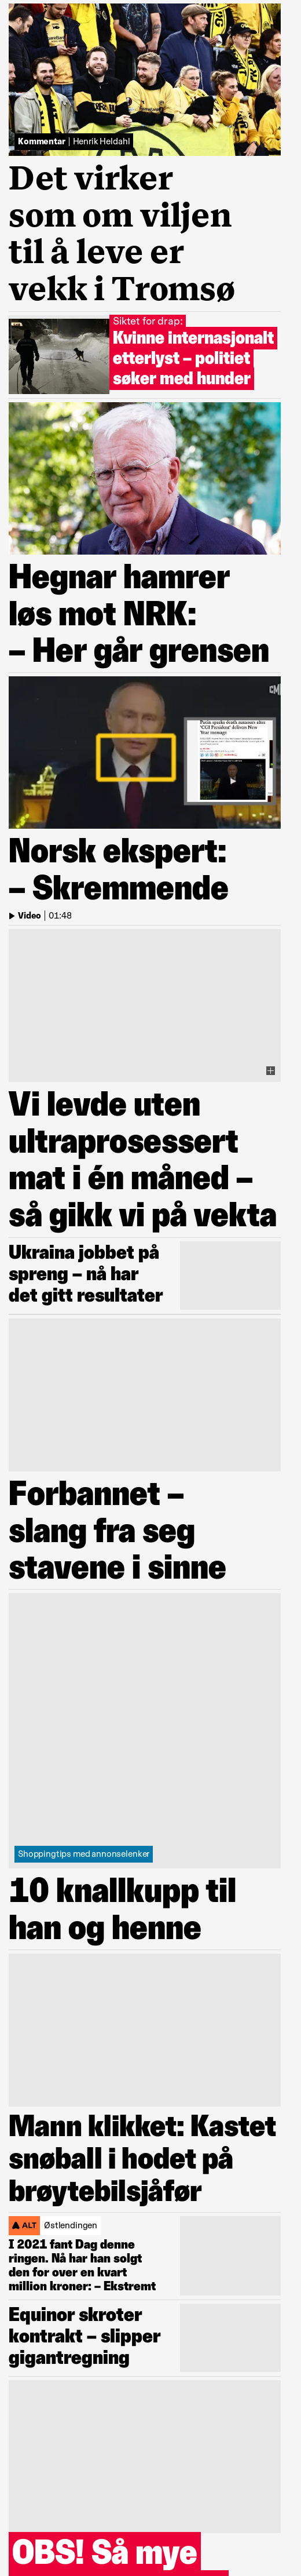 Kommentar | Henrik Heldahl
Det virker
som om viljen
til å leve er
vekk i Tromsø
Siktet for drap:
Kvinne internasjonalt
etterlyst – politiet
søker med hunder
Hegnar hamrer
løs mot NRK:
– Her går grensen
Putin sparks death rumours after
'CGI President' delivers New
Year message
Norsk ekspert:
– Skremmende
Video | 01:48
Vi levde uten
ultraprosessert
mat i én måned –
så gikk vi på vekta
Ukraina jobbet på
spreng – nå har
det gitt resultater
Forbannet –
slang fra seg
stavene i sinne
Shoppingtips med annonselenker
10 knallkupp til
han og henne
Mann klikket: Kastet
snøball i hodet på
brøytebilsjåfør
ALT Østlendingen
I 2021 fant Dag denne
ringen. Nå har han solgt
den for over en kvart
million kroner: – Ekstremt
Equinor skroter
kontrakt – slipper
gigantregning
OBS! Så mye